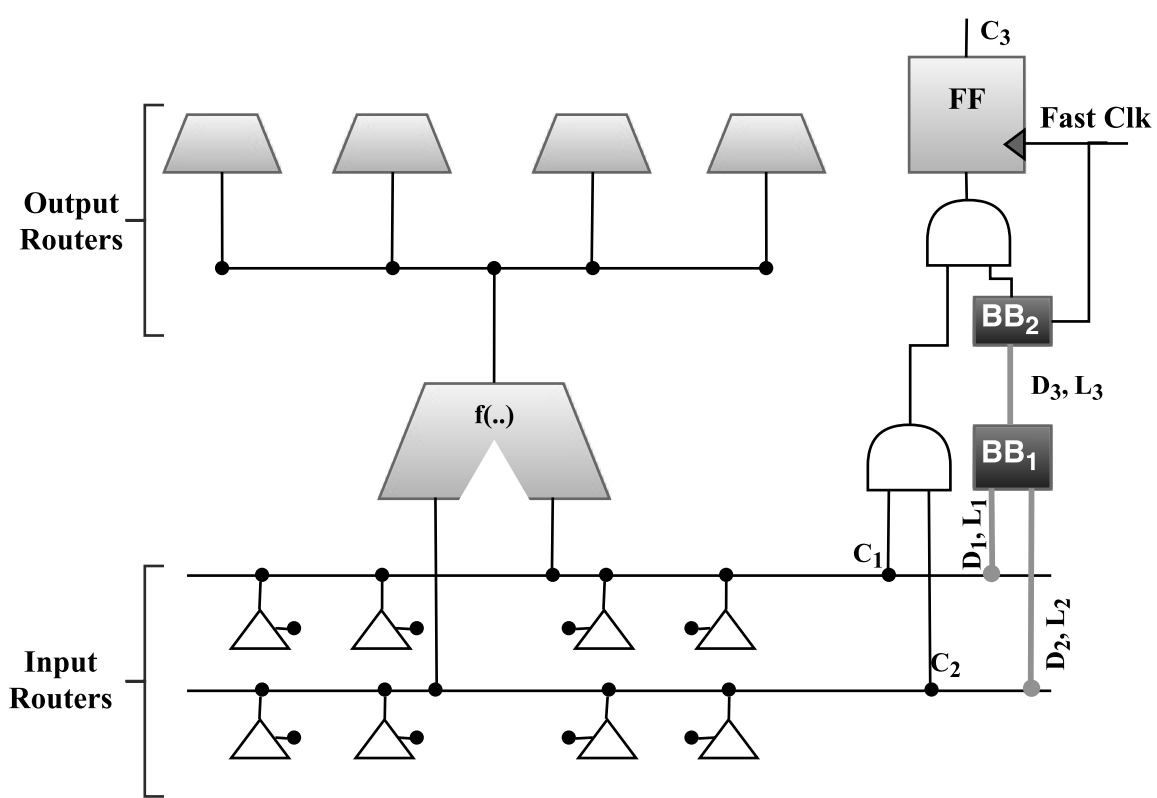 C3
FF
Fast Clk
Output
Routers
BB2
D3, L3
f(..)
BB1
D1, L1
C1
D2, L2
C2
Input
Routers